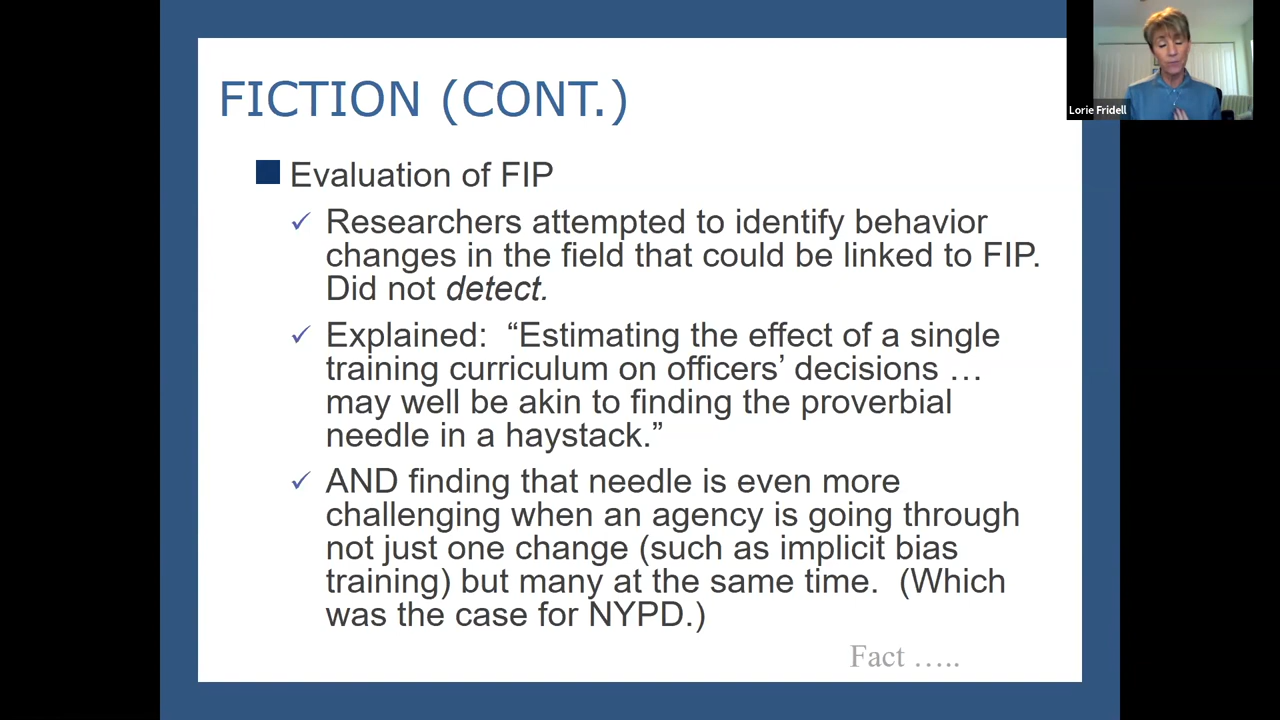 FICTION (CONT.)
Evaluation of FIP
Researchers attempted to identify behavior
changes in the field that could be linked to FIP.
Did not detect.
Explained: “Estimating the effect of a single
training curriculum on officers’ decisions …
may well be akin to finding the proverbial
needle in a haystack.”
AND finding that needle is even more
challenging when an agency is going through
not just one change (such as implicit bias
training) but many at the same time. (Which
was the case for NYPD.)
Fact …..
Lorie Fridell